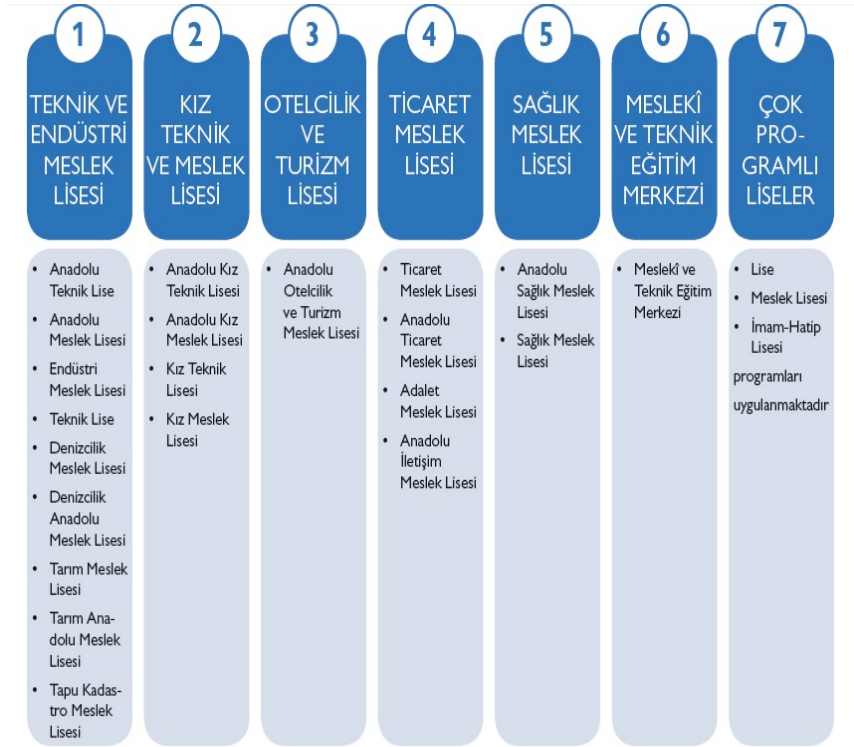 1
TEKNİK VE
ENDÜSTRİ
MESLEK
LİSESİ
• Anadolu
Teknik Lise
• Anadolu
Meslek Lisesi
• Endüstri
Meslek Lisesi
• Teknik Lise
• Denizcilik
Meslek Lisesi
• Denizcilik
Anadolu
Meslek Lisesi
• Tarım Meslek
Lisesi
• Tarım Ana-
dolu Meslek
Lisesi
• Tapu Kadas-
tro Meslek
Lisesi
2
KIZ
TEKNİK
VE MESLEK
LİSESİ
• Anadolu Kız
Teknik Lisesi
• Anadolu Kız
Meslek Lisesi
• Kız Teknik
Lisesi
• Kız Meslek
Lisesi
3
OTELCİLİK
VE
TURİZM
LİSESİ
• Anadolu
Otelcilik
ve Turizm
Meslek Lisesi
4
TİCARET
MESLEK
LİSESİ
• Ticaret
Meslek Lisesi
• Anadolu
Ticaret
Meslek Lisesi
• Adalet
Meslek Lisesi
• Anadolu
İletişim
Meslek Lisesi
5
SAĞLIK
MESLEK
LİSESİ
• Anadolu
Sağlık Meslek
Lisesi
• Sağlık Meslek
Lisesi
6
MESLEKÎ
VE TEKNİK
EĞİTİM
MERKEZİ
• Meslekî ve
Teknik Eğitim
Merkezi
7
ÇOK
PRO-
GRAMLI
LİSELER
• Lise
• Meslek Lisesi
• İmam-Hatip
Lisesi
programları
uygulanmaktadır